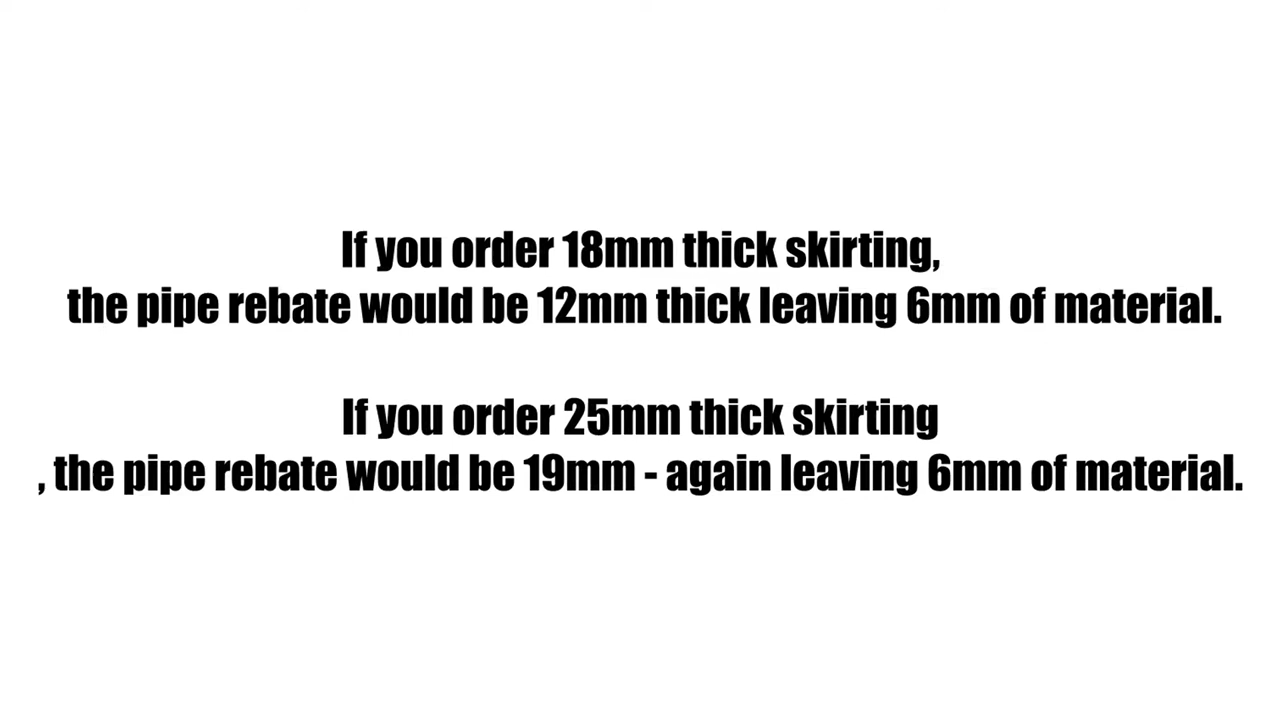 If you order 18mm thick skirting,
the pipe rebate would be 12mm thick leaving 6mm of material.
If you order 25mm thick skirting
, the pipe rebate would be 19mm - again leaving 6mm of material.